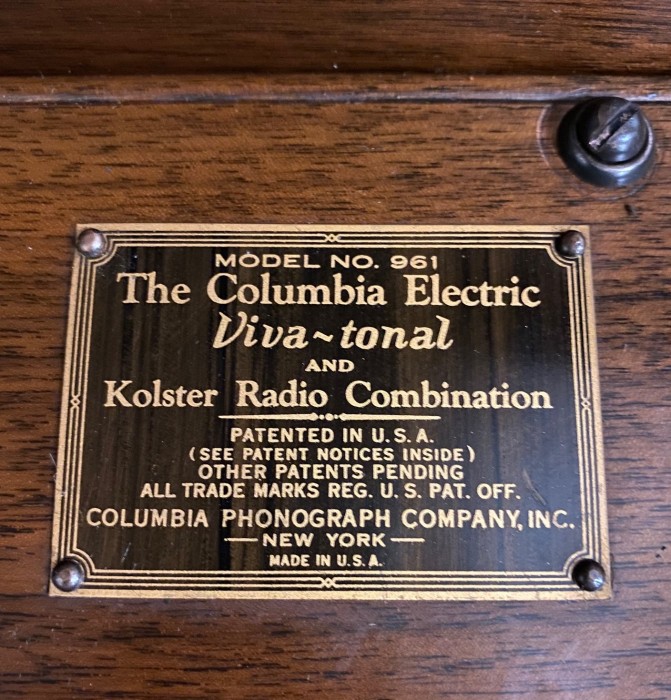 MODEL NO. 961
The Columbia Electric
Viva~tonal
AND
Kolster Radio Combination
PATENTED IN U.S.A.
(SEE PATENT NOTICES INSIDE)
OTHER PATENTS PENDING
ALL TRADE MARKS REG. U. S. PAT. OFF.
COLUMBIA PHONOGRAPH COMPANY, INC.
—NEW YORK—
MADE IN U.S.A.